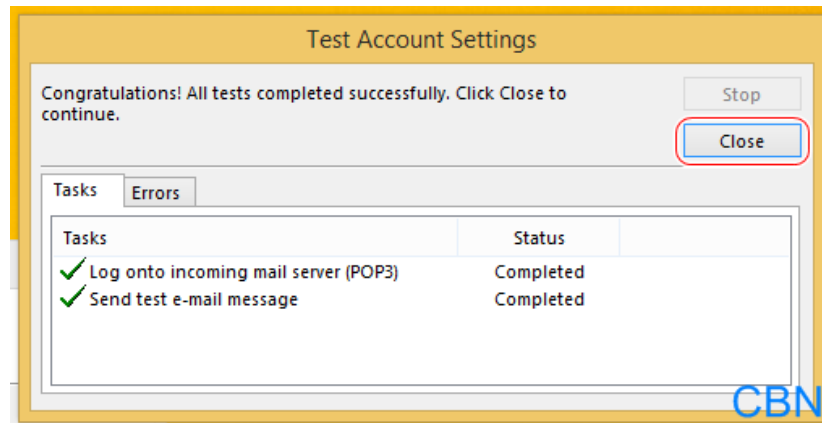 Test Account Settings
Congratulations! All tests completed successfully. Click Close to
continue.
Stop
Close
Tasks
Errors
Tasks Status
Log onto incoming mail server (POP3) Completed
Send test e-mail message Completed
CBN